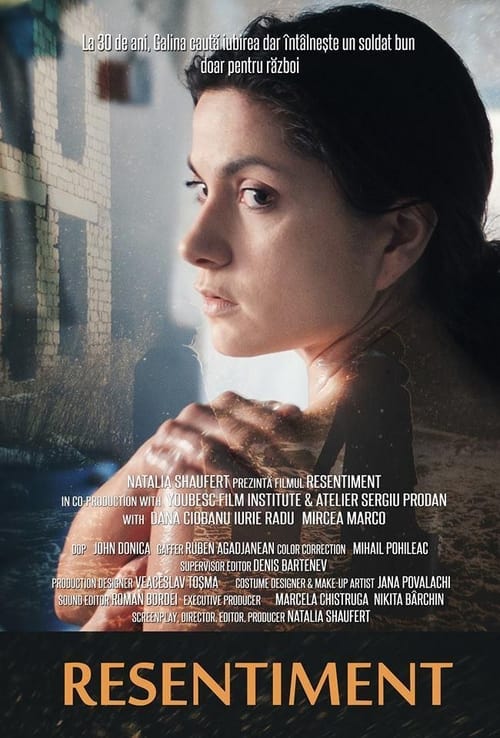 La 30 de ani, Galina caută iubirea dar întâlnește un soldat bun
doar pentru război
NATALIA SHAUFERT PREZINTĂ FILMUL RESENTIMENT
IN CO-PRODUCTION WITH YOUBESC FILM INSTITUTE & ATELIER SERGIU PRODAN
WITH DANA CIOBANU IURIE RADU MIRCEA MARCO
DOP JOHN DONICA GAFFER RUBEN AGADJANEAN COLOR CORRECTION MIHAIL POHILEAC
SUPERVISOR EDITOR DENIS BARTENEV
PRODUCTION DESIGNER VEACESLAV TOȘMA COSTUME DESIGNER & MAKE-UP ARTIST JANA POVALACHI
SOUND EDITOR ROMAN BORDEI EXECUTIVE PRODUCER MARCELA CHISTRUGA NIKITA BÂRCHIN
SCREENPLAY, DIRECTOR, EDITOR, PRODUCER NATALIA SHAUFERT
RESENTIMENT